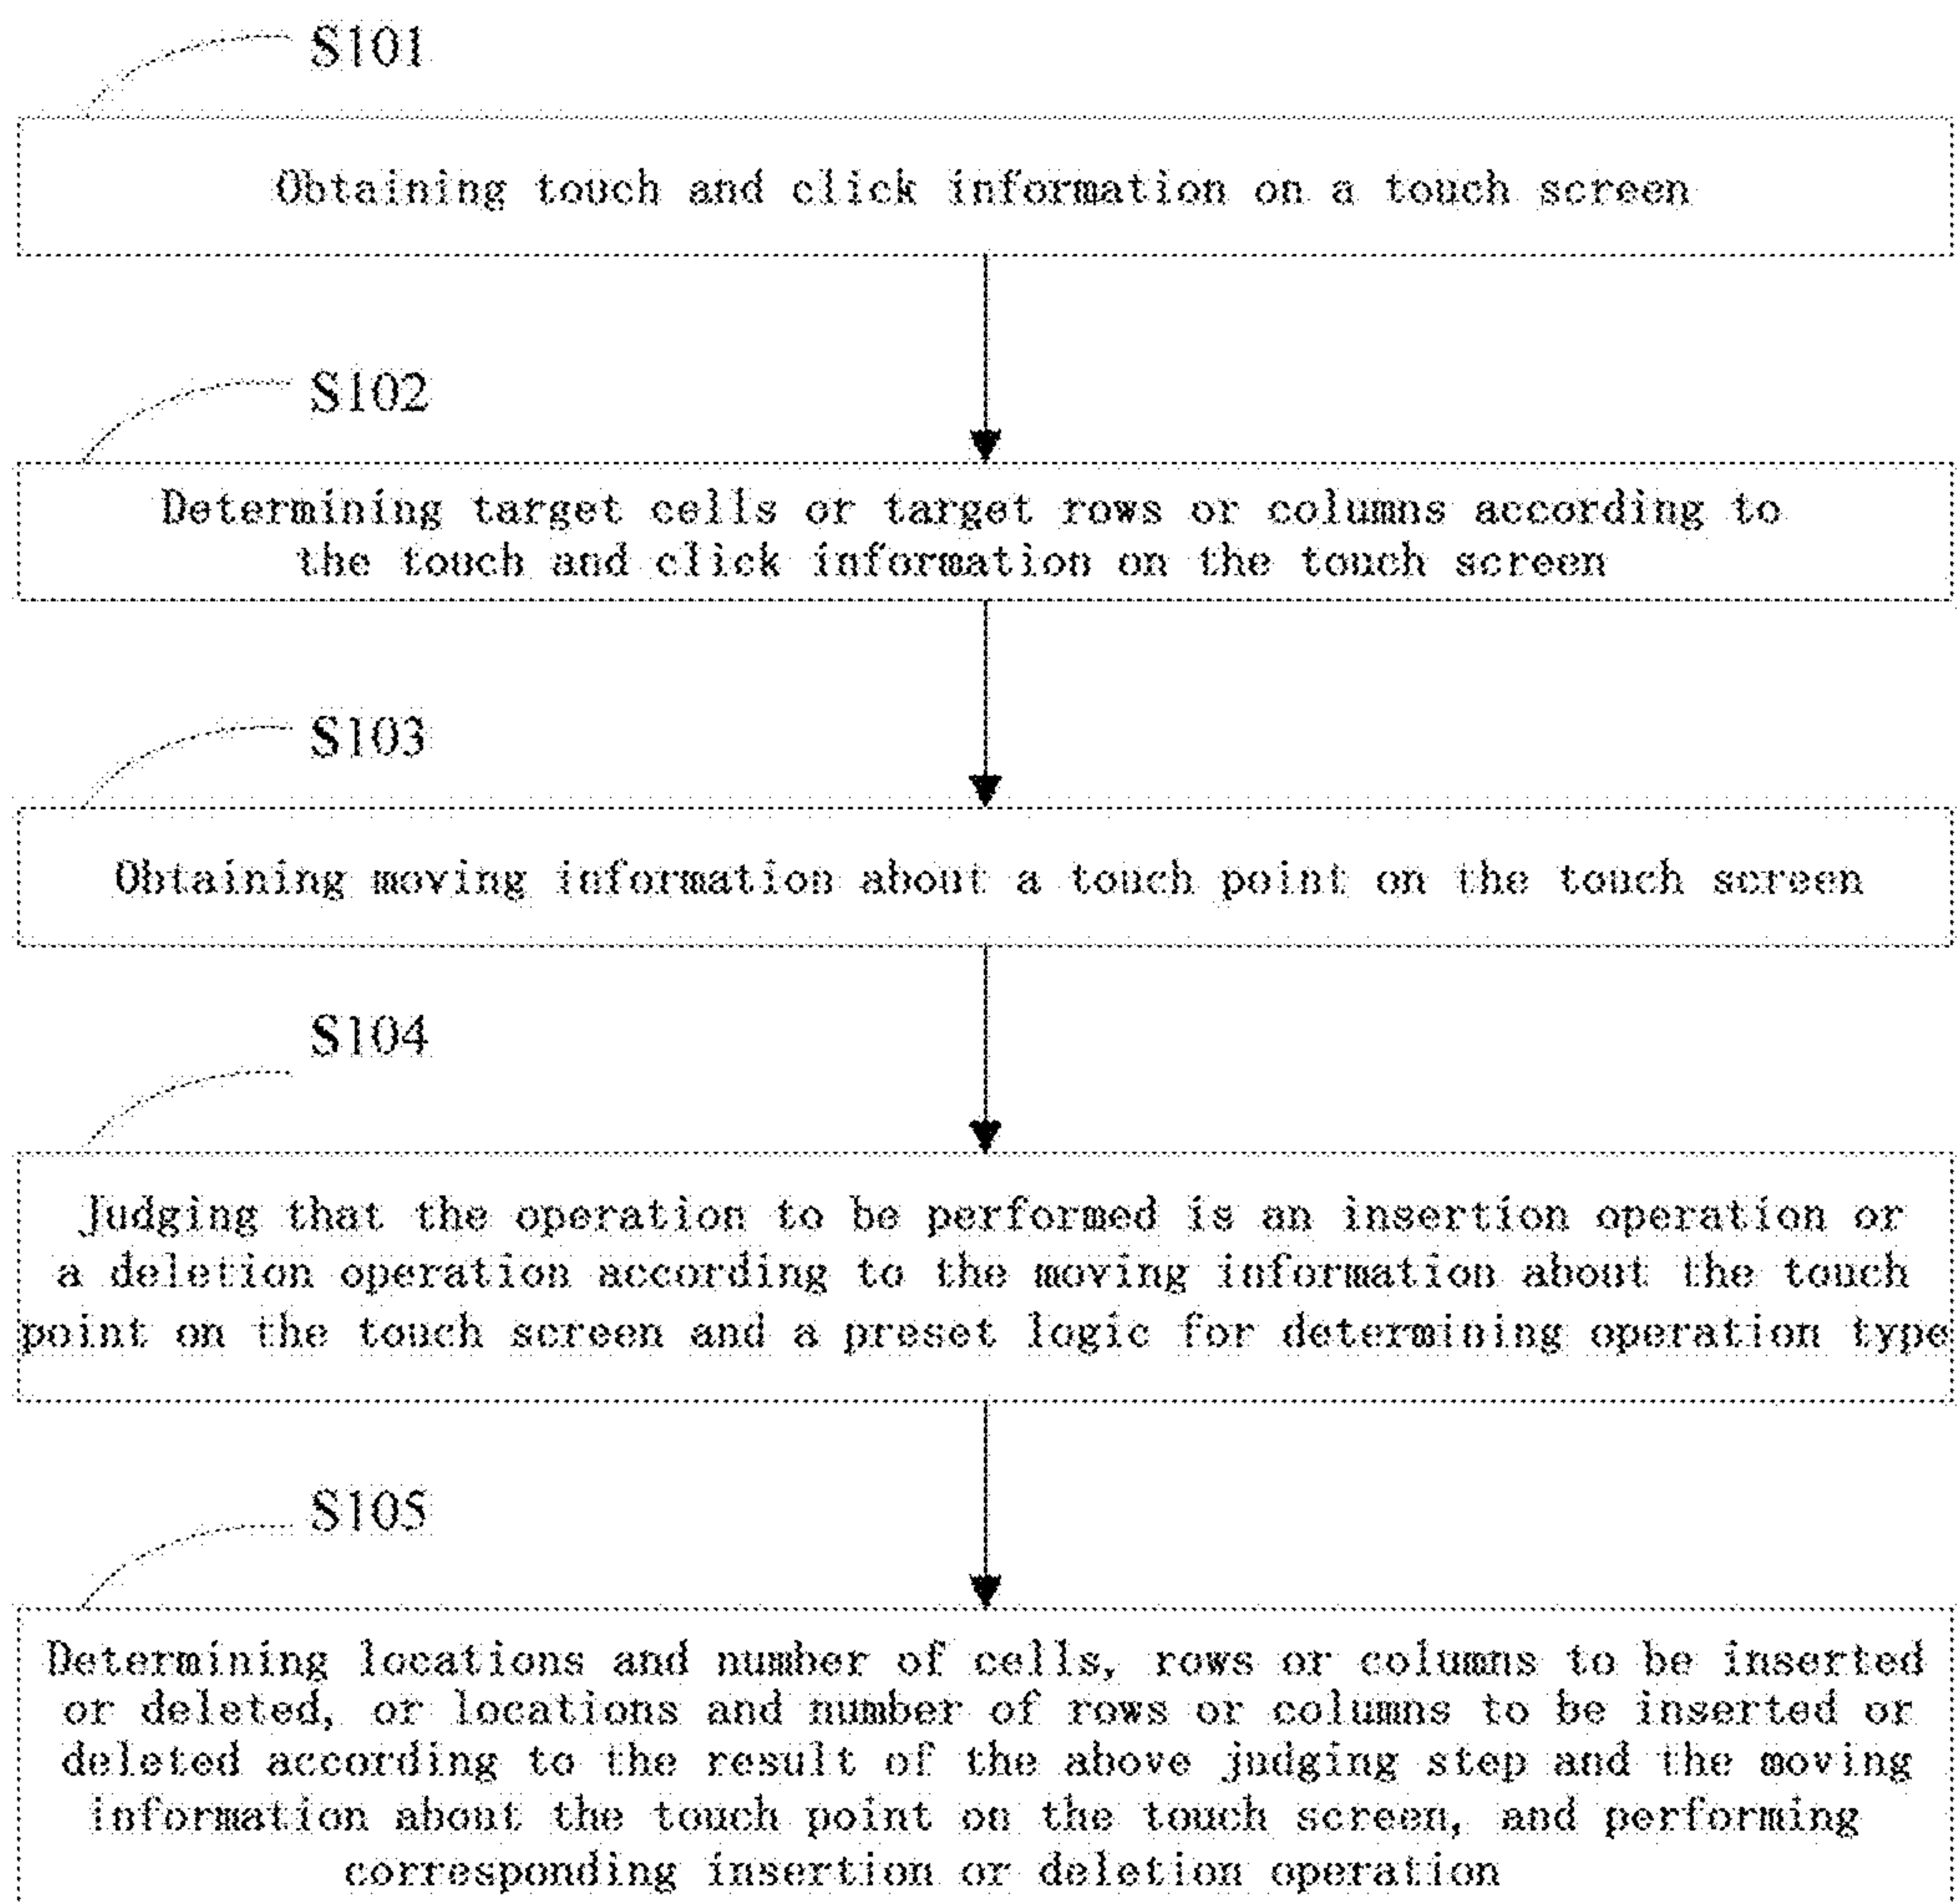 S101
Obtaining touch and click information on a touch screen
S102
Determining target cells or target rows or columns according to
the touch and click information on the touch screen
S103
Obtaining moving information about a touch point on the touch screen
S104
Judging that the operation to be performed is an insertion operation or
a deletion operation according to the moving information about the touch
point on the touch screen and a preset logic for determining operation type
S105
Determining locations and number of cells, rows or columns to be inserted
or deleted, or locations and number of rows or columns to be inserted or
deleted according to the result of the above judging step and the moving
information about the touch point on the touch screen, and performing
corresponding insertion or deletion operation